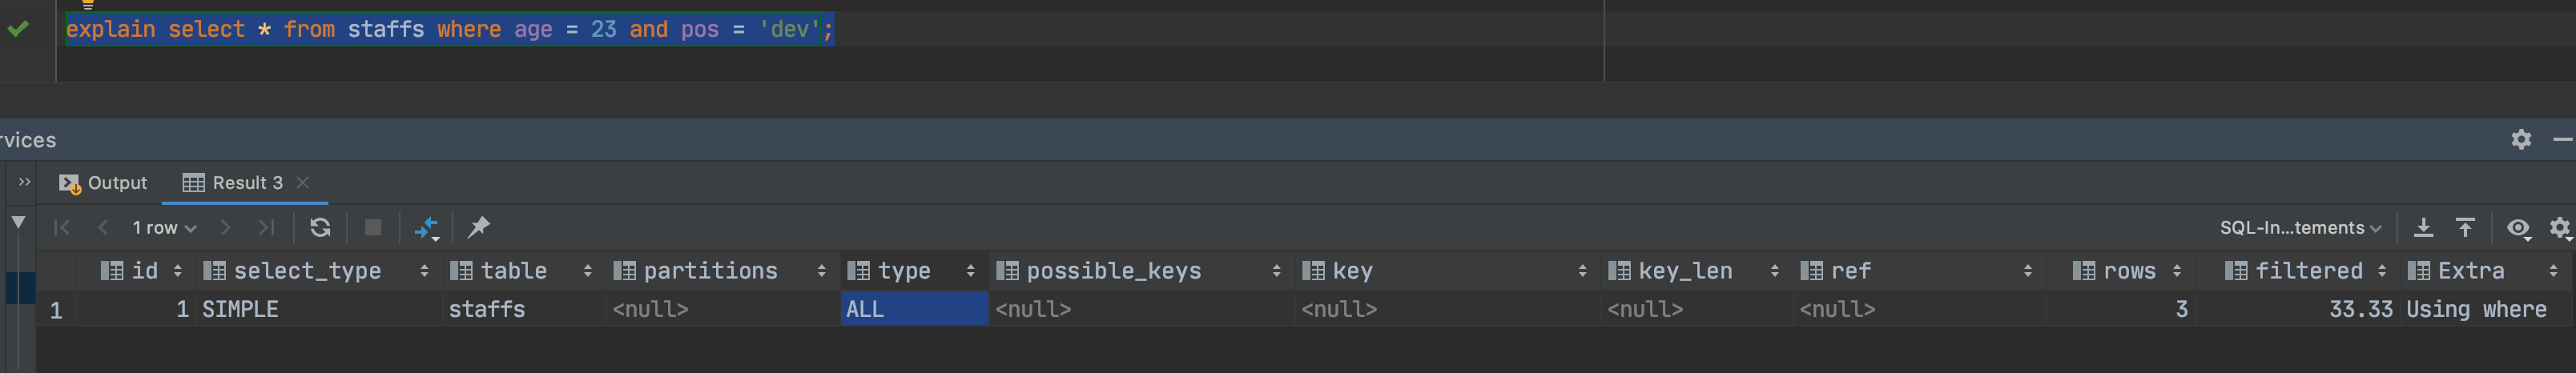 explain select * from staffs where age = 23 and pos = 'dev';
rvices
Output Result 3
1 row SQL-In...tements
id select_type table partitions type possible_keys key key_len ref rows filtered Extra
1 1 SIMPLE staffs <null> ALL <null> <null> <null> <null> 3 33.33 Using where